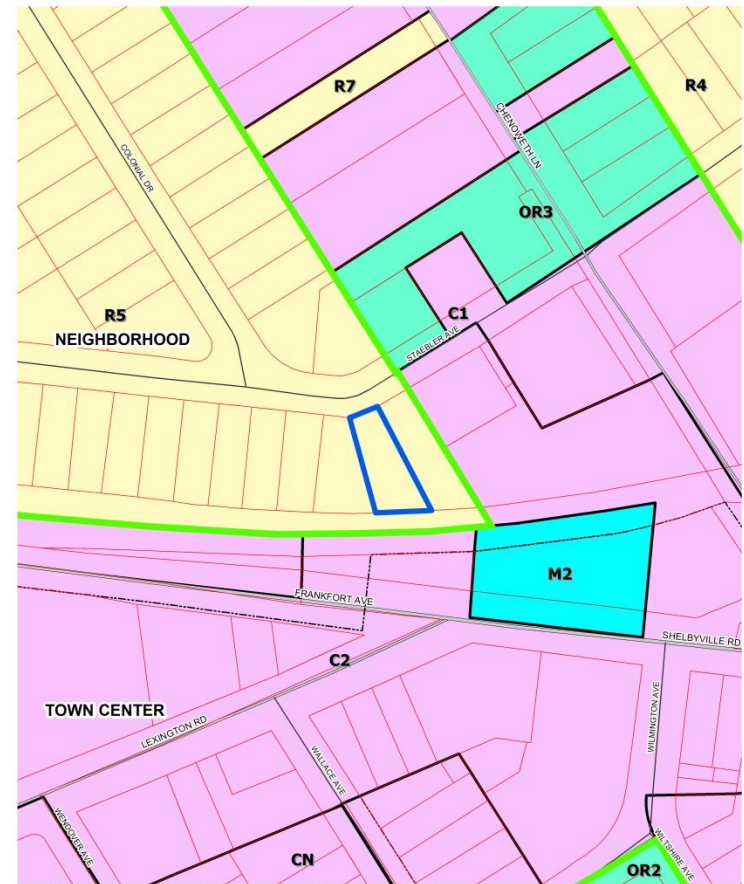 R7
R4
COLONIAL DR
CHENOWETH LN
OR3
R5
NEIGHBORHOOD
C1
STAEBLER AVE
M2
FRANKFORT AVE
SHELBYVILLE RD
C2
TOWN CENTER
LEXINGTON RD
WALLACE AVE
WILMINGTON AVE
WENDOVER AVE
CN
WILTSHIRE AVE
OR2